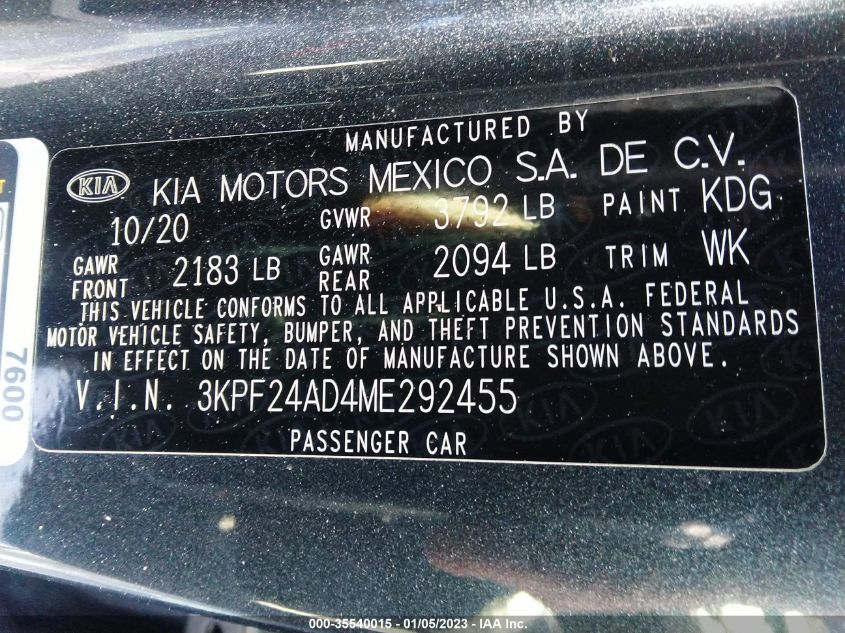 MANUFACTURED BY
KIA KIA MOTORS MEXICO S.A. DE C.V.
10/20 GVWR 3792 LB PAINT KDG
GAWR FRONT 2183 LB GAWR REAR 2094 LB TRIM WK
THIS VEHICLE CONFORMS TO ALL APPLICABLE U.S.A. FEDERAL
MOTOR VEHICLE SAFETY, BUMPER, AND THEFT PREVENTION STANDARDS
IN EFFECT ON THE DATE OF MANUFACTURE SHOWN ABOVE.
V.I.N. 3KPF24AD4ME292455
PASSENGER CAR
7600
000-35540015 - 01/05/2023 - IAA Inc.